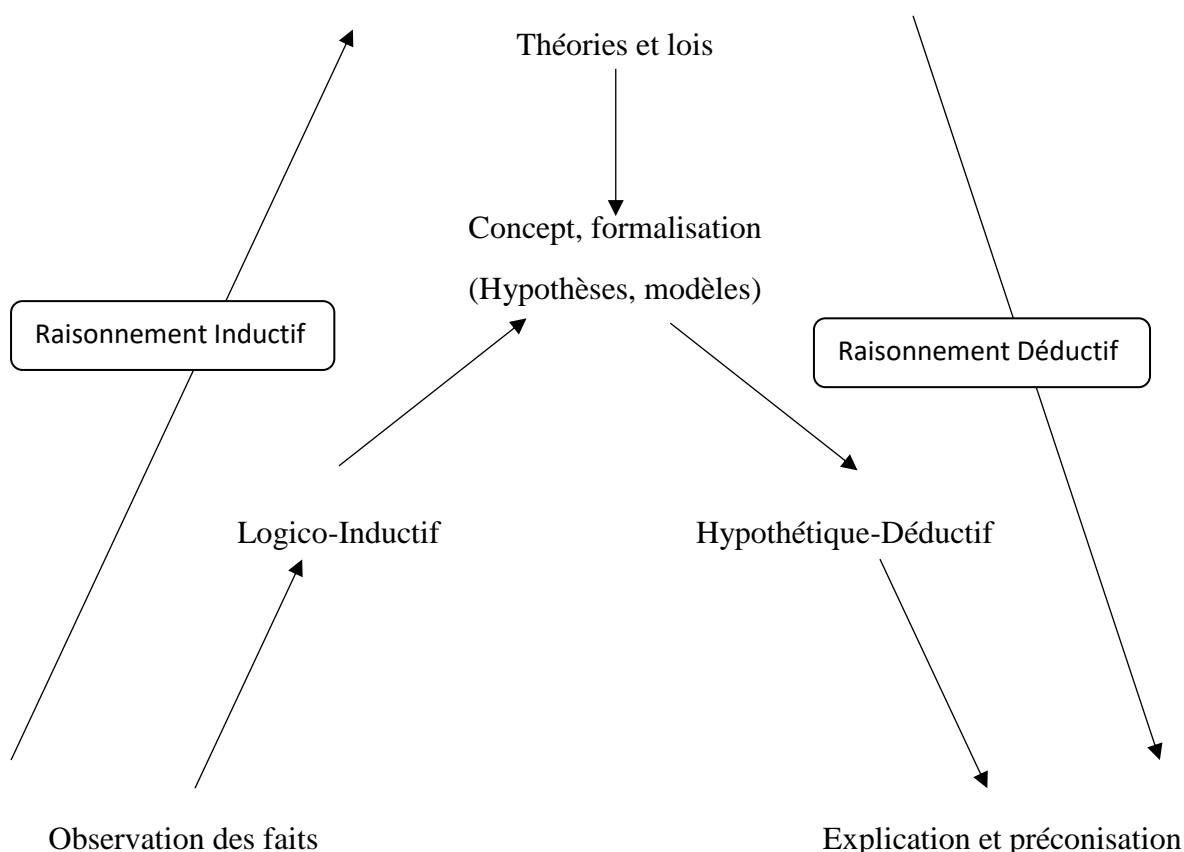 Théories et lois
Concept, formalisation
(Hypothèses, modèles)
Raisonnement Inductif
Raisonnement Déductif
Logico-Inductif
Hypothétique-Déductif
Observation des faits
Explication et préconisation